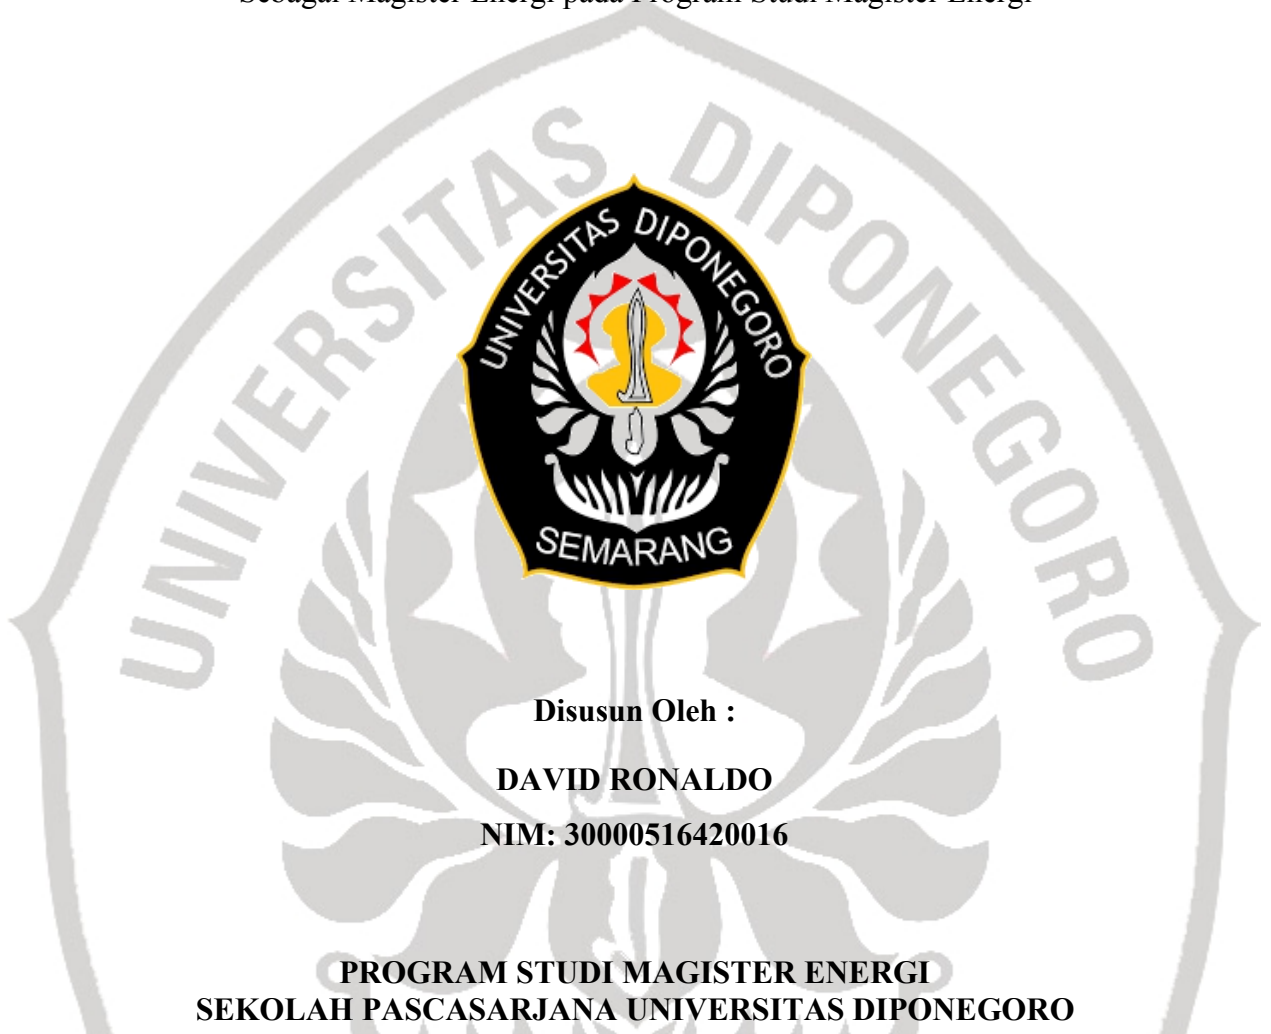 Sebagai Magister Energi pada Program Studi Magister Energi
UNIVERSITAS DIPONEGORO
UNIVERSITAS DIPONEGORO
SEMARANG
Disusun Oleh :
DAVID RONALDO
NIM: 30000516420016
PROGRAM STUDI MAGISTER ENERGI
SEKOLAH PASCASARJANA UNIVERSITAS DIPONEGORO